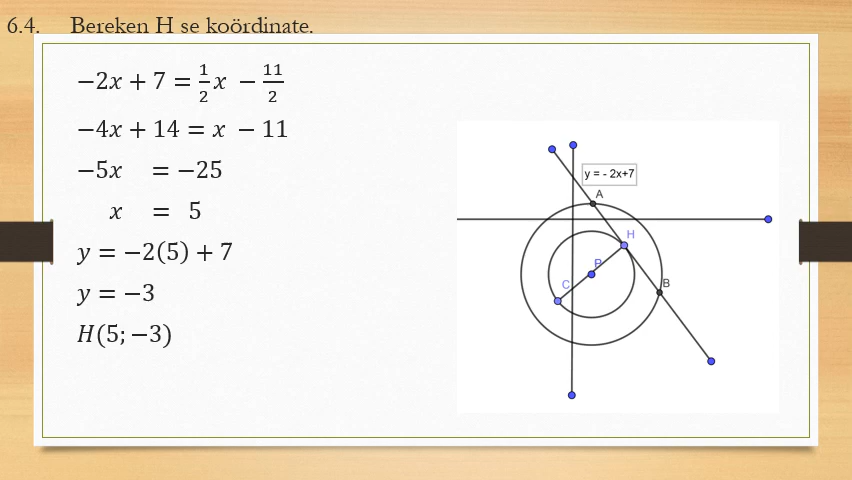 6.4. Bereken H se koördinate.
−2x + 7 = 1/2 x − 11/2
−4x + 14 = x − 11
−5x = −25
x = 5
y = −2(5) + 7
y = −3
H(5; −3)
y = - 2x+7
A
H
C
B